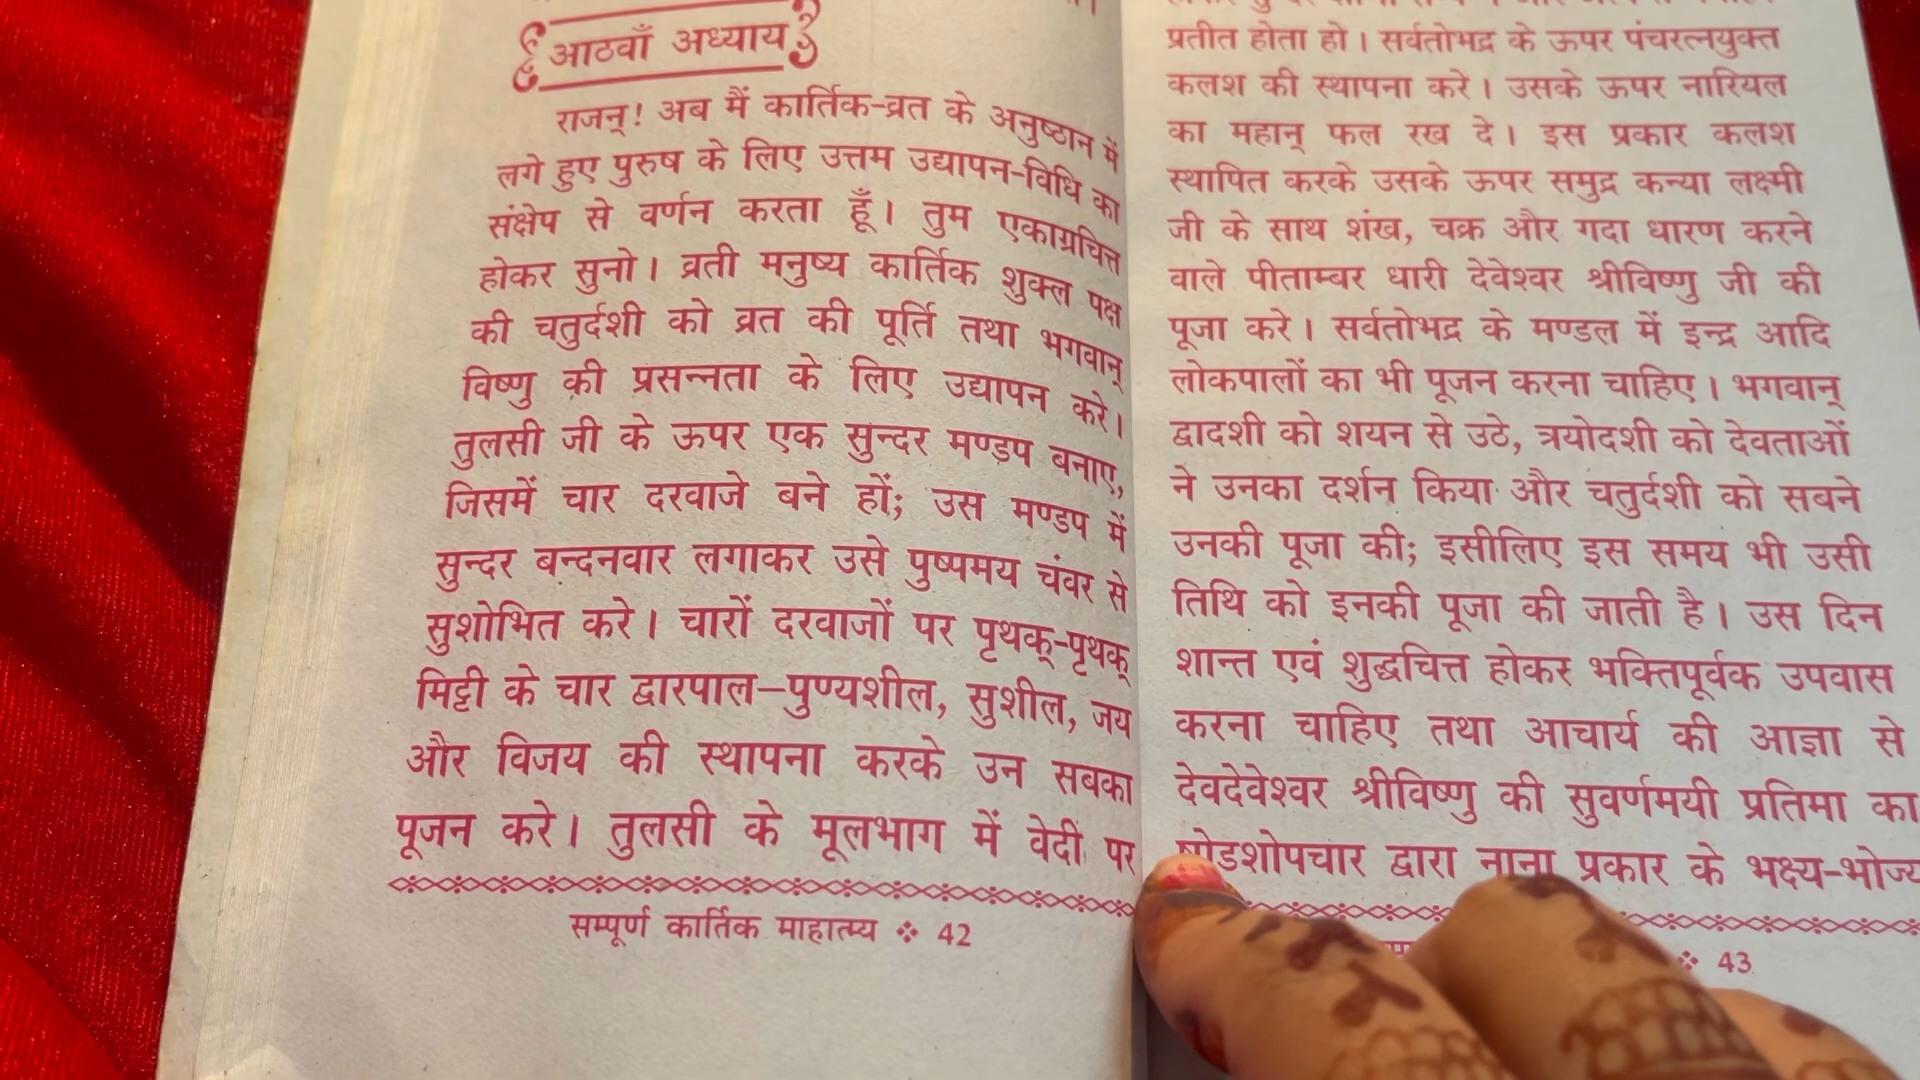 आठवाँ अध्याय
राजन्! अब मैं कार्तिक-व्रत के अनुष्ठान में
लगे हुए पुरुष के लिए उत्तम उद्यापन-विधि का
संक्षेप से वर्णन करता हूँ। तुम एकाग्रचित्त
होकर सुनो। व्रती मनुष्य कार्तिक शुक्ल पक्ष
की चतुर्दशी को व्रत की पूर्ति तथा भगवान्
विष्णु की प्रसन्नता के लिए उद्यापन करे।
तुलसी जी के ऊपर एक सुन्दर मण्डप बनाए,
जिसमें चार दरवाजे बने हों; उस मण्डप में
सुन्दर बन्दनवार लगाकर उसे पुष्पमय चंवर से
सुशोभित करे। चारों दरवाजों पर पृथक्-पृथक्
मिट्टी के चार द्वारपाल–पुण्यशील, सुशील, जय
और विजय की स्थापना करके उन सबका
पूजन करे। तुलसी के मूलभाग में वेदी पर
सम्पूर्ण कार्तिक माहात्म्य ❖ 42
प्रतीत होता हो। सर्वतोभद्र के ऊपर पंचरत्नयुक्त
कलश की स्थापना करे। उसके ऊपर नारियल
का महान् फल रख दे। इस प्रकार कलश
स्थापित करके उसके ऊपर समुद्र कन्या लक्ष्मी
जी के साथ शंख, चक्र और गदा धारण करने
वाले पीताम्बर धारी देवेश्वर श्रीविष्णु जी की
पूजा करे। सर्वतोभद्र के मण्डल में इन्द्र आदि
लोकपालों का भी पूजन करना चाहिए। भगवान्
द्वादशी को शयन से उठे, त्रयोदशी को देवताओं
ने उनका दर्शन किया और चतुर्दशी को सबने
उनकी पूजा की; इसीलिए इस समय भी उसी
तिथि को इनकी पूजा की जाती है। उस दिन
शान्त एवं शुद्धचित्त होकर भक्तिपूर्वक उपवास
करना चाहिए तथा आचार्य की आज्ञा से
देवदेवेश्वर श्रीविष्णु की सुवर्णमयी प्रतिमा का
षोडशोपचार द्वारा नाना प्रकार के भक्ष्य-भोज्य
❖ 43